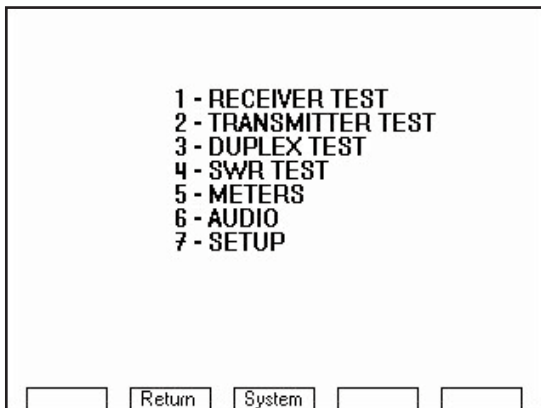 1 - RECEIVER TEST
2 - TRANSMITTER TEST
3 - DUPLEX TEST
4 - SWR TEST
5 - METERS
6 - AUDIO
7 - SETUP
Return System